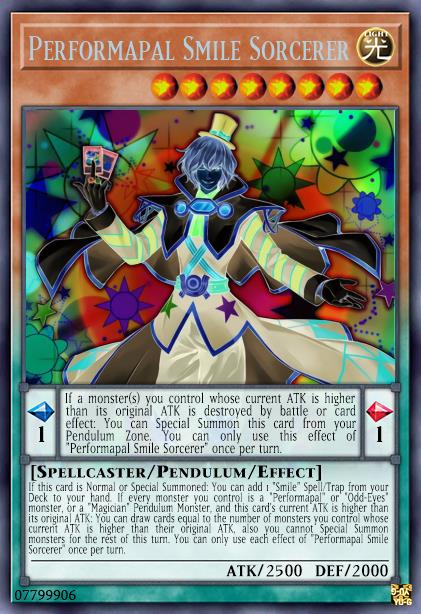 PERFORMAPAL SMILE SORCERER
LIGHT
光
If a monster(s) you control whose current ATK is higher
than its original ATK is destroyed by battle or card
effect: You can Special Summon this card from your
Pendulum Zone. You can only use this effect of
"Performapal Smile Sorcerer" once per turn.
1
1
[SPELLCASTER/PENDULUM/EFFECT]
If this card is Normal or Special Summoned: You can add 1 "Smile" Spell/Trap from your
Deck to your hand. If every monster you control is a "Performapal" or "Odd-Eyes"
monster, or a "Magician" Pendulum Monster, and this card's current ATK is higher than
its original ATK: You can draw cards equal to the number of monsters you control whose
current ATK is higher than their original ATK, also you cannot Special Summon
monsters for the rest of this turn. You can only use each effect of "Performapal Smile
Sorcerer" once per turn.
ATK/2500 DEF/2000
07799906